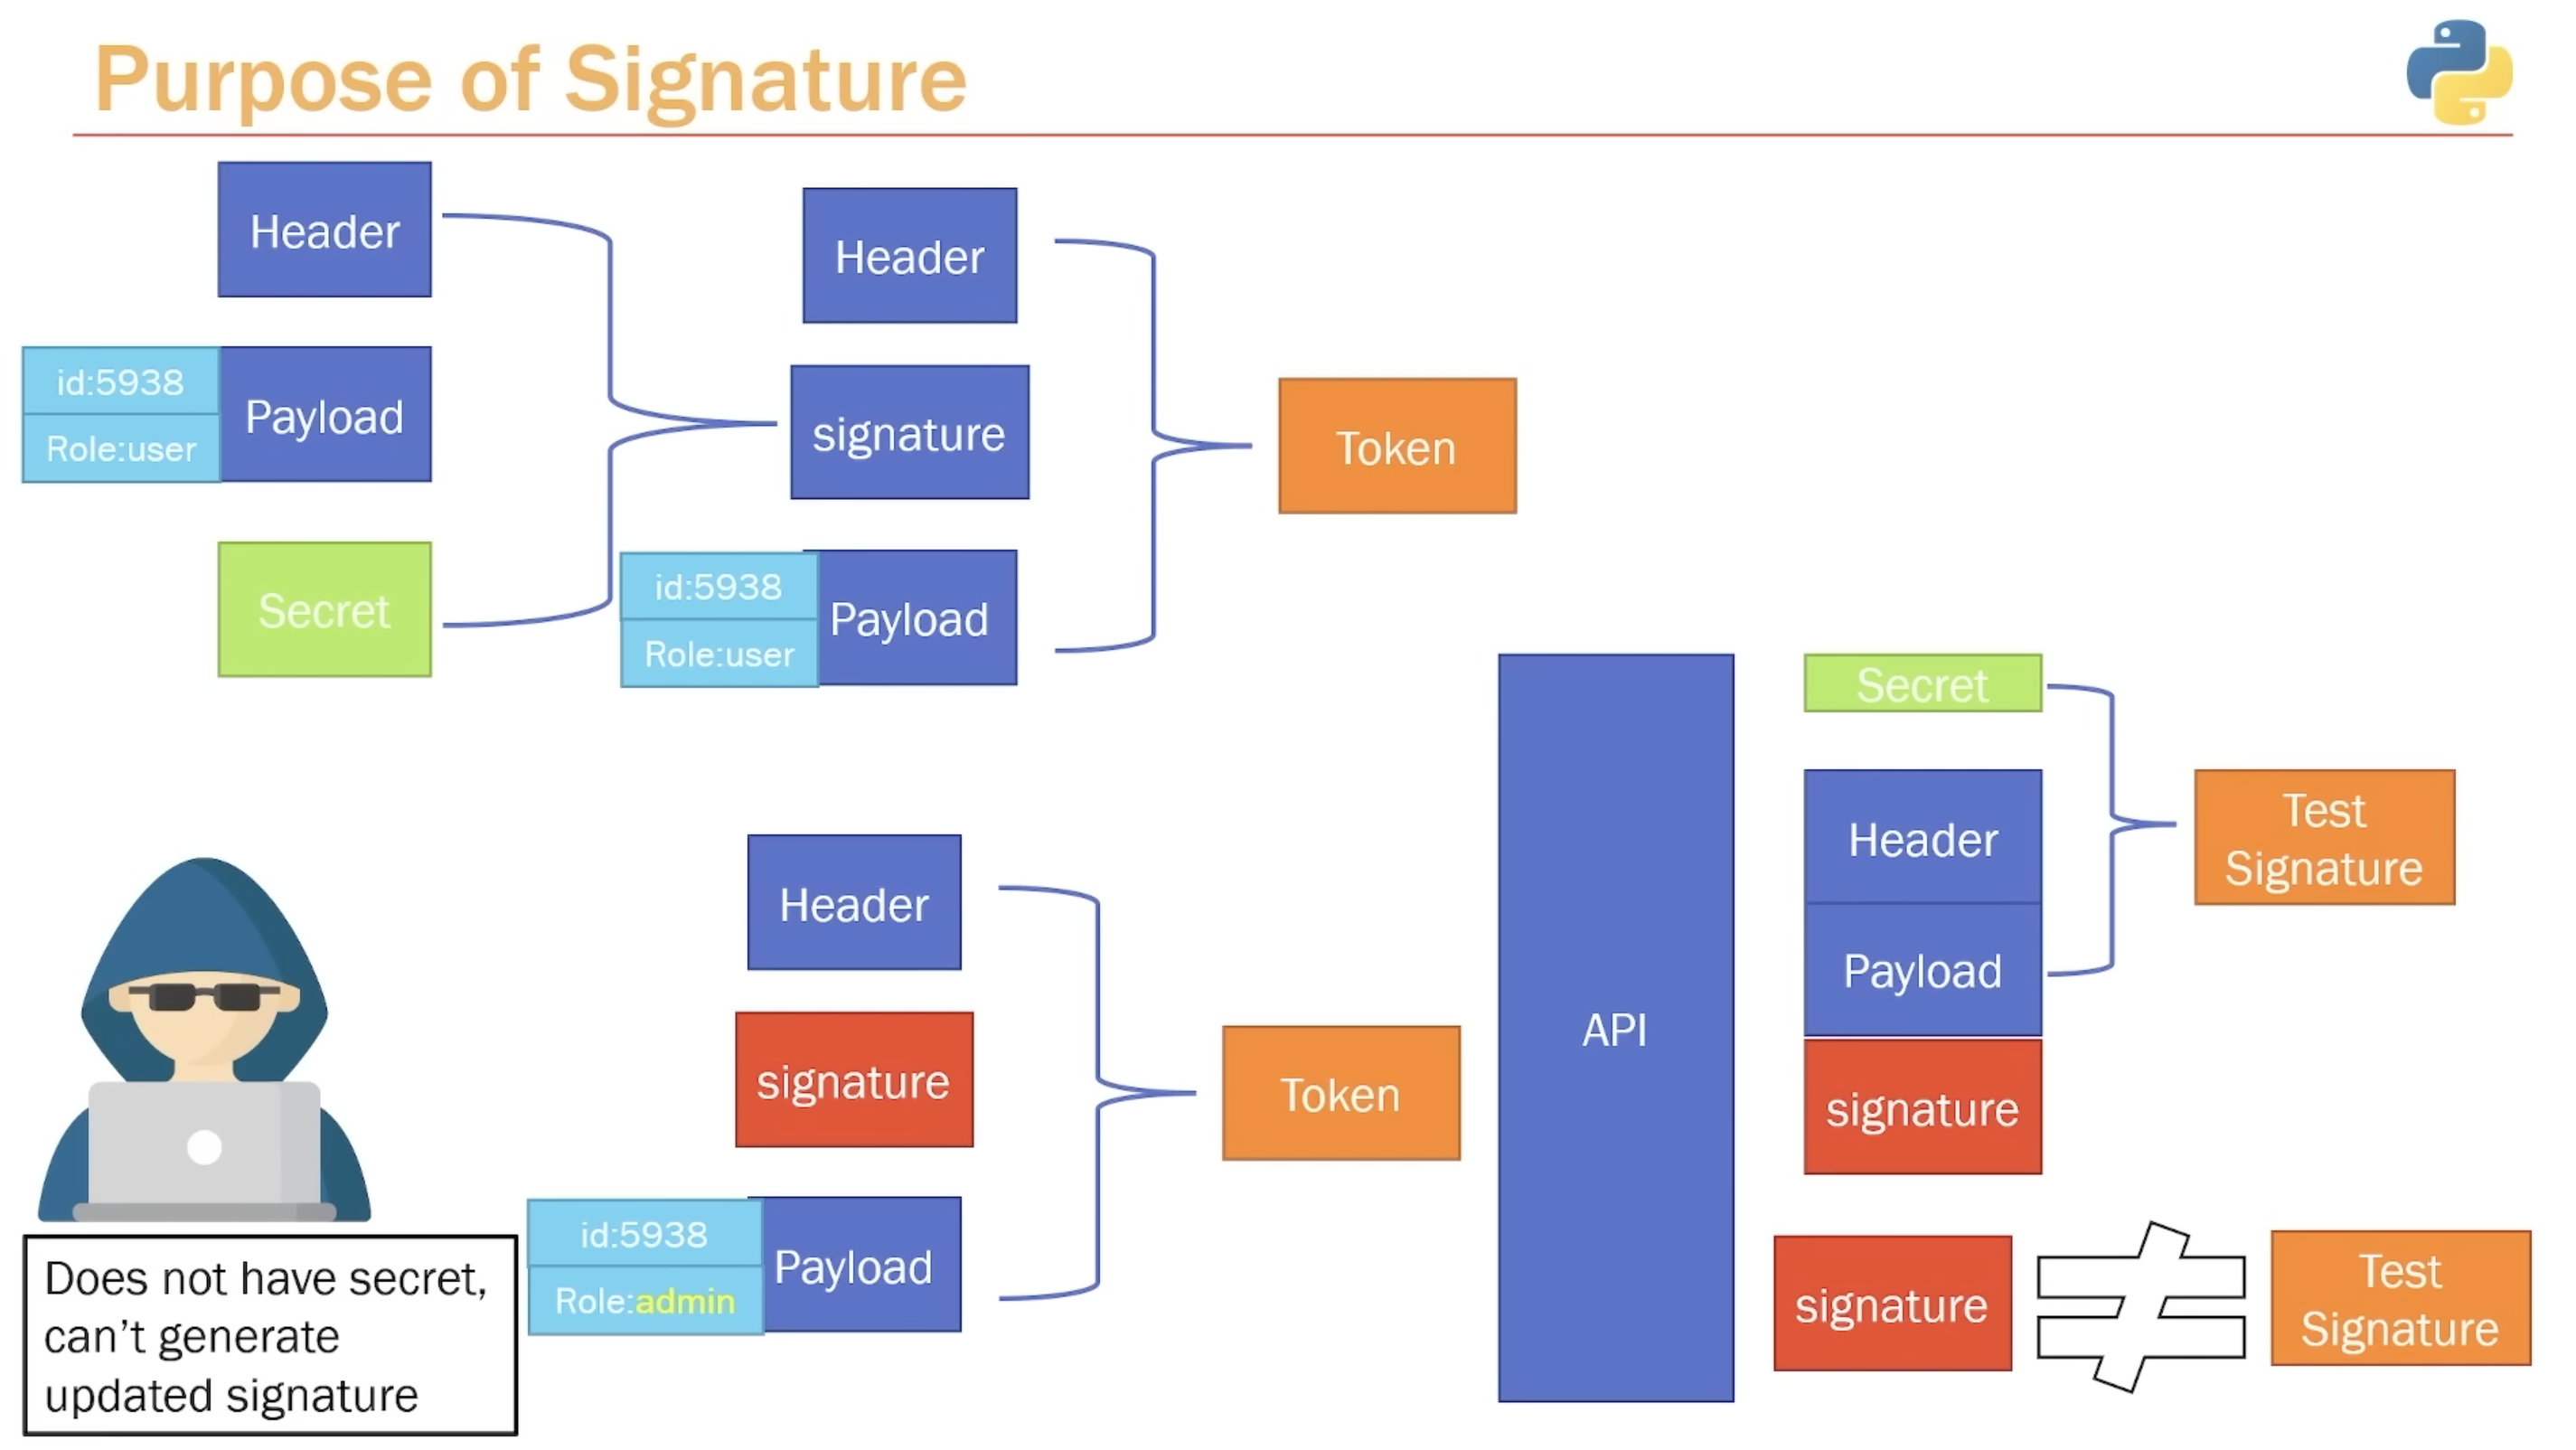 Purpose of Signature
Header
id:5938
Role:user
Payload
Secret
Header
signature
id:5938
Role:user
Payload
Token
Does not have secret,
can't generate
updated signature
Header
signature
id:5938
Role:admin
Payload
Token
API
Secret
Header
Payload
signature
Test
Signature
signature
≠
Test
Signature